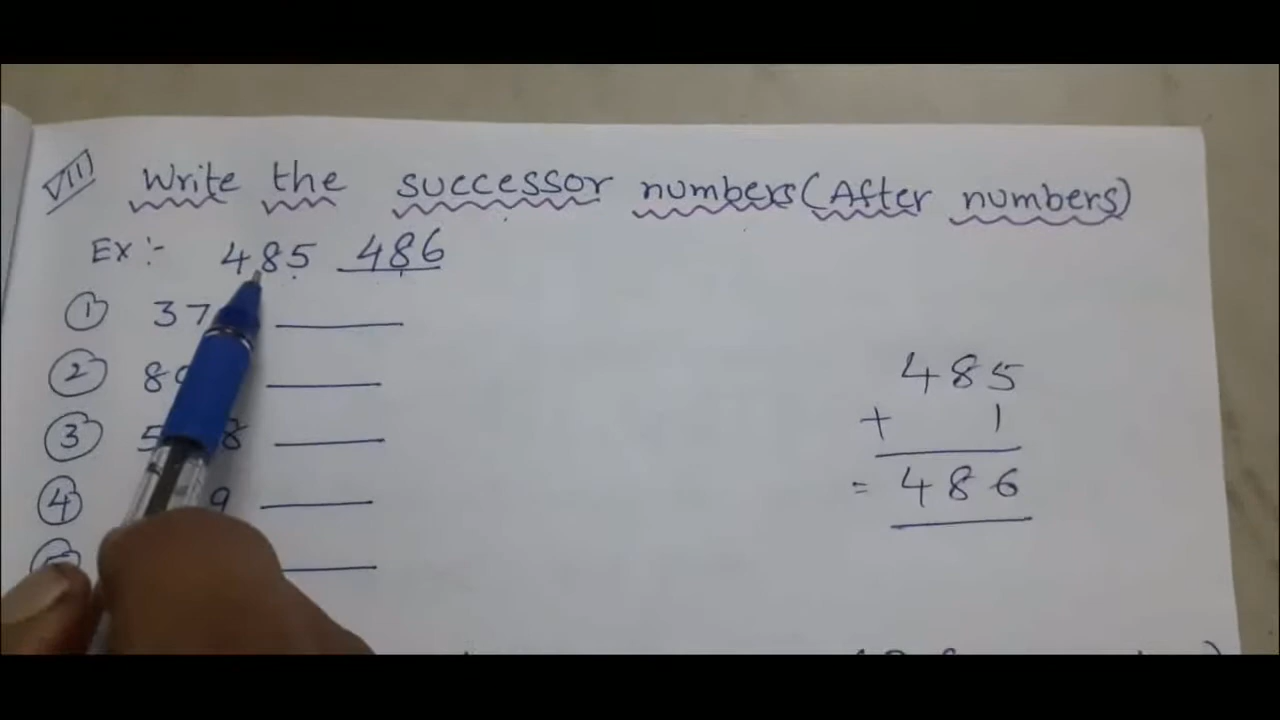 VII Write the successor numbers (After numbers)
Ex:- 485 486
1 37
2 8
3 5 8
4 9
5
485
+ 1
= 486